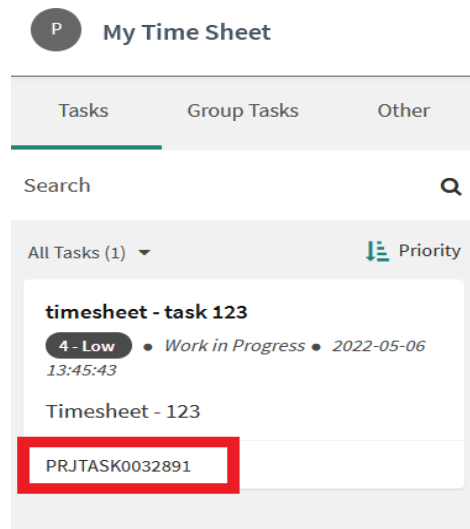 P My Time Sheet
Tasks Group Tasks Other
Search
All Tasks (1) Priority
timesheet - task 123
4 - Low • Work in Progress • 2022-05-06
13:45:43
Timesheet - 123
PRJTASK0032891